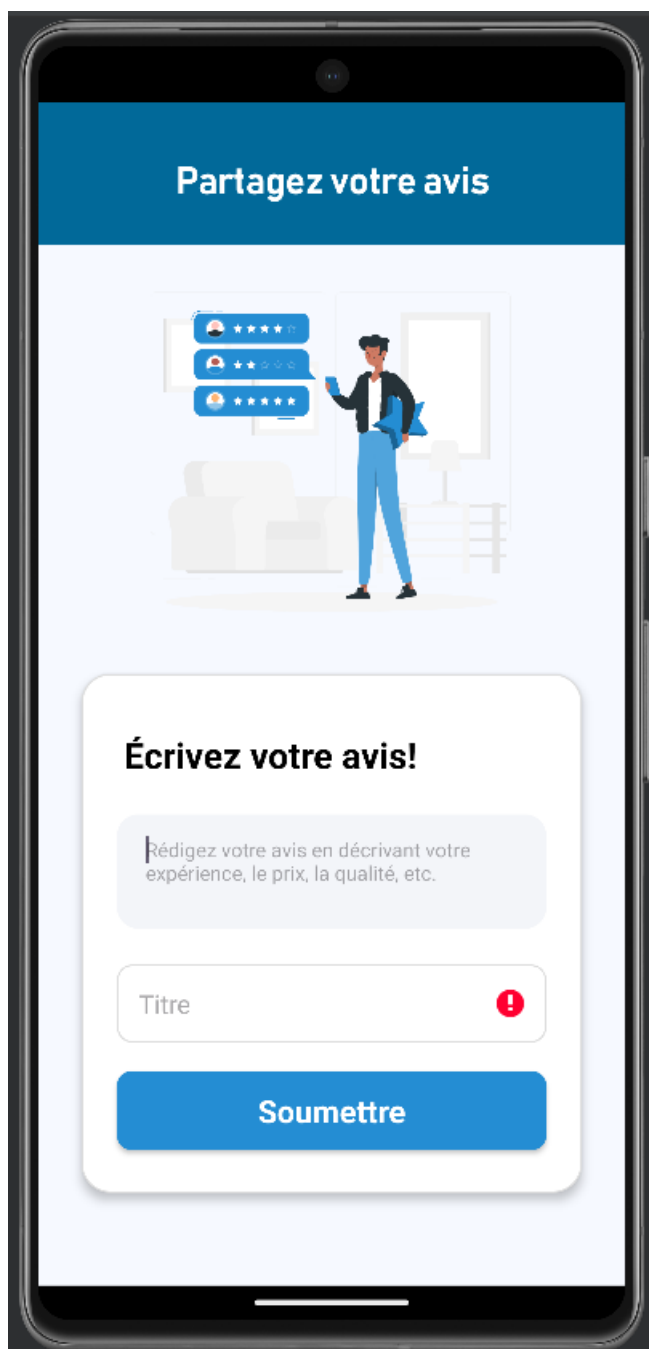 Partagez votre avis
Écrivez votre avis!
Rédigez votre avis en décrivant votre
expérience, le prix, la qualité, etc.
Titre
Soumettre